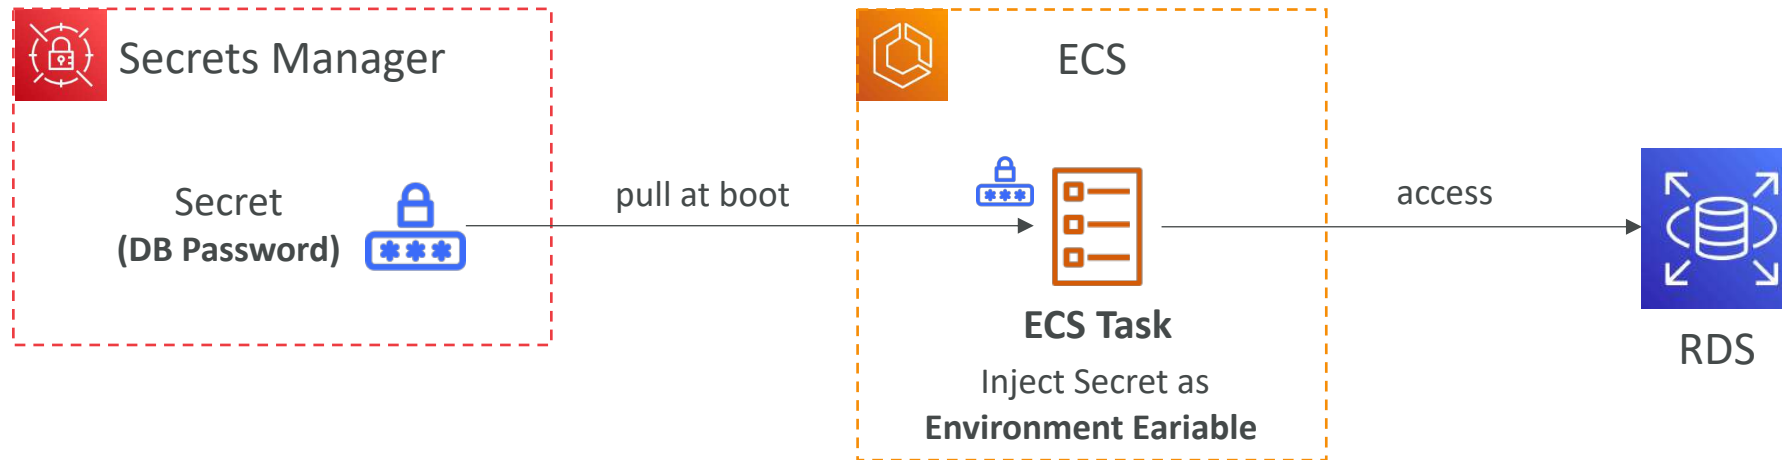 Secrets Manager
Secret
(DB Password)
***
pull at boot
ECS
***
ECS Task
Inject Secret as
Environment Eariable
access
RDS